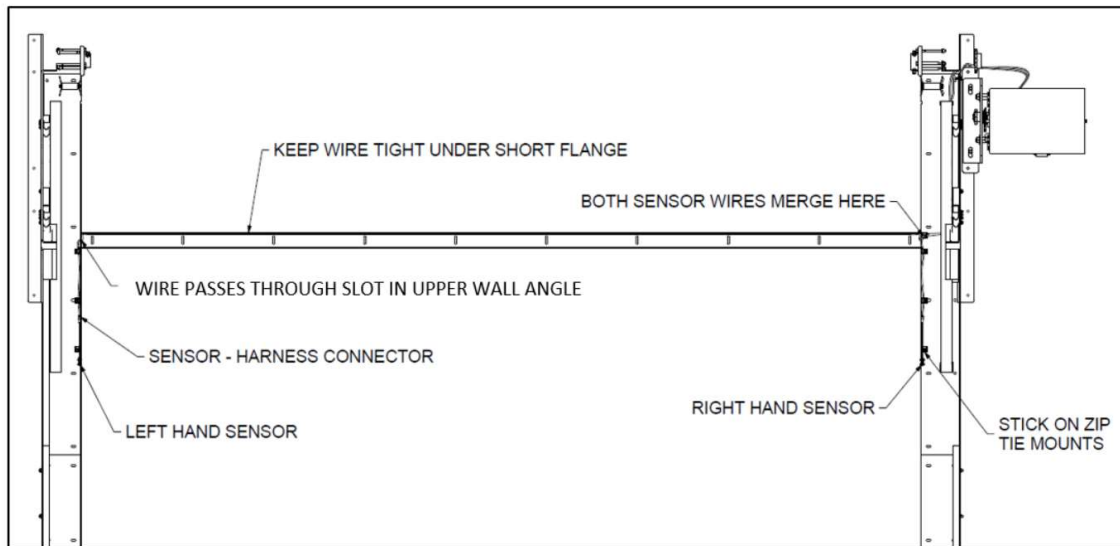 KEEP WIRE TIGHT UNDER SHORT FLANGE
BOTH SENSOR WIRES MERGE HERE
WIRE PASSES THROUGH SLOT IN UPPER WALL ANGLE
SENSOR - HARNESS CONNECTOR
RIGHT HAND SENSOR
LEFT HAND SENSOR
STICK ON ZIP
TIE MOUNTS